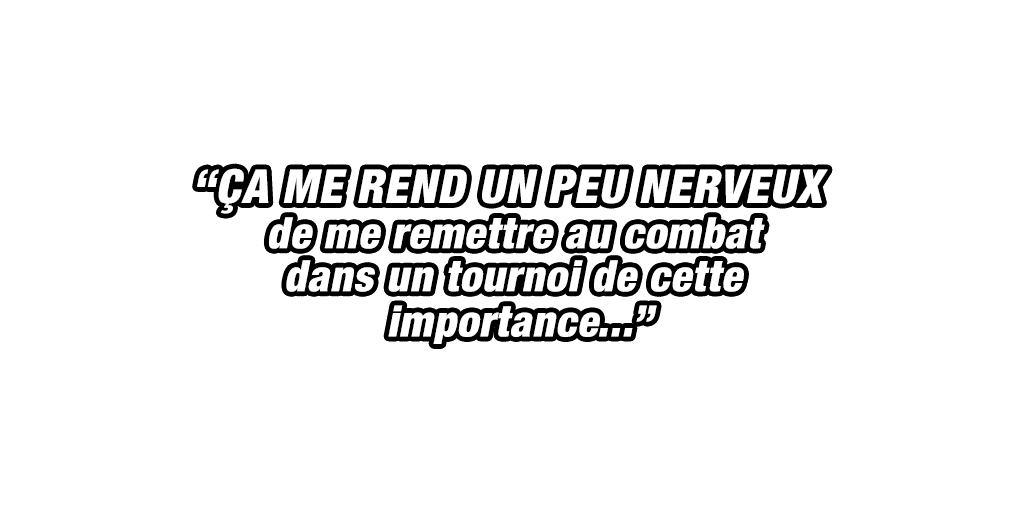 “ÇA ME REND UN PEU NERVEUX
de me remettre au combat
dans un tournoi de cette
importance...”